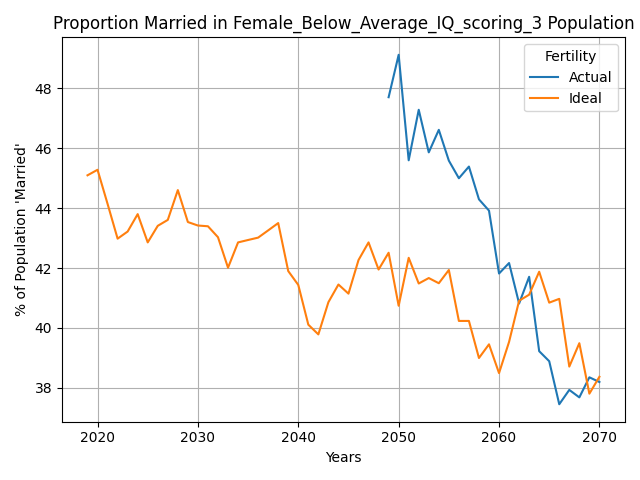 Proportion Married in Female_Below_Average_IQ_scoring_3 Population
Fertility
Actual
Ideal
% of Population 'Married'
48
46
44
42
40
38
2020
2030
2040
2050
2060
2070
Years